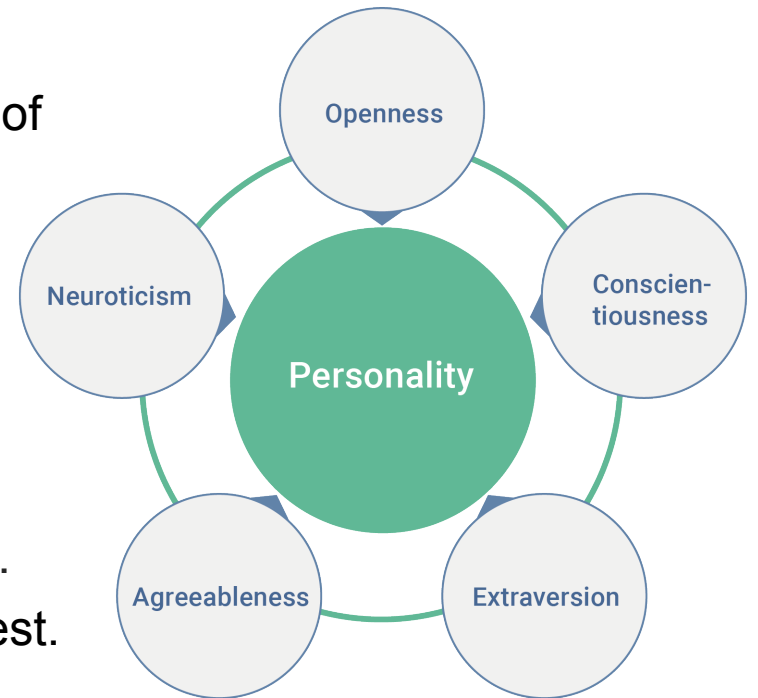 of
Openness
Neuroticism
Conscien-
tiousness
Personality
.
est.
Agreeableness
Extraversion